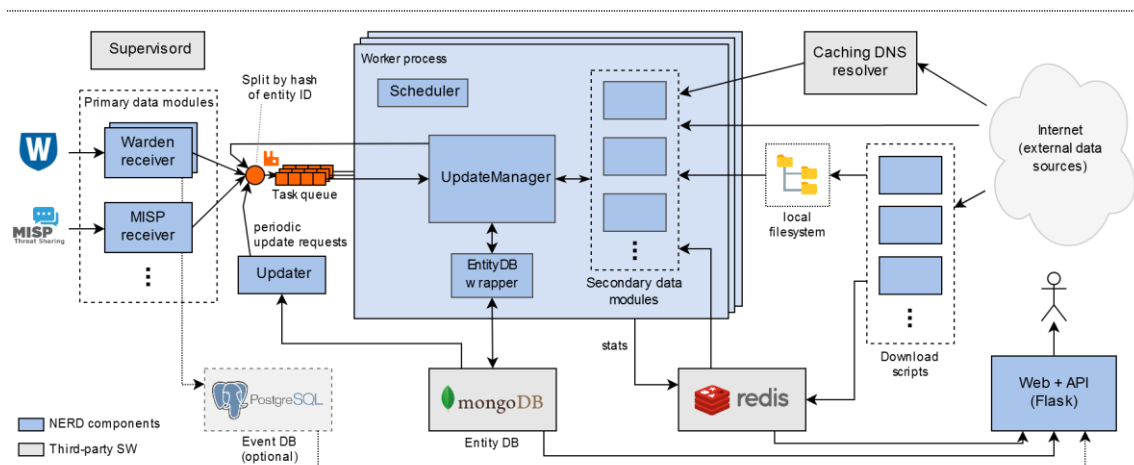 Supervisord
Primary data modules
W
Warden
receiver
MISP
Threat Sharing
MISP
receiver
Split by hash
of entity ID
Task queue
periodic
update requests
Updater
Worker process
Scheduler
UpdateManager
EntityDB
w rapper
Secondary data
modules
Caching DNS
resolver
Internet
(external data
sources)
local
filesystem
Download
scripts
stats
PostgreSQL
Event DB
(optional)
mongoDB
Entity DB
redis
Web + API
(Flask)
NERD components
Third-party SW